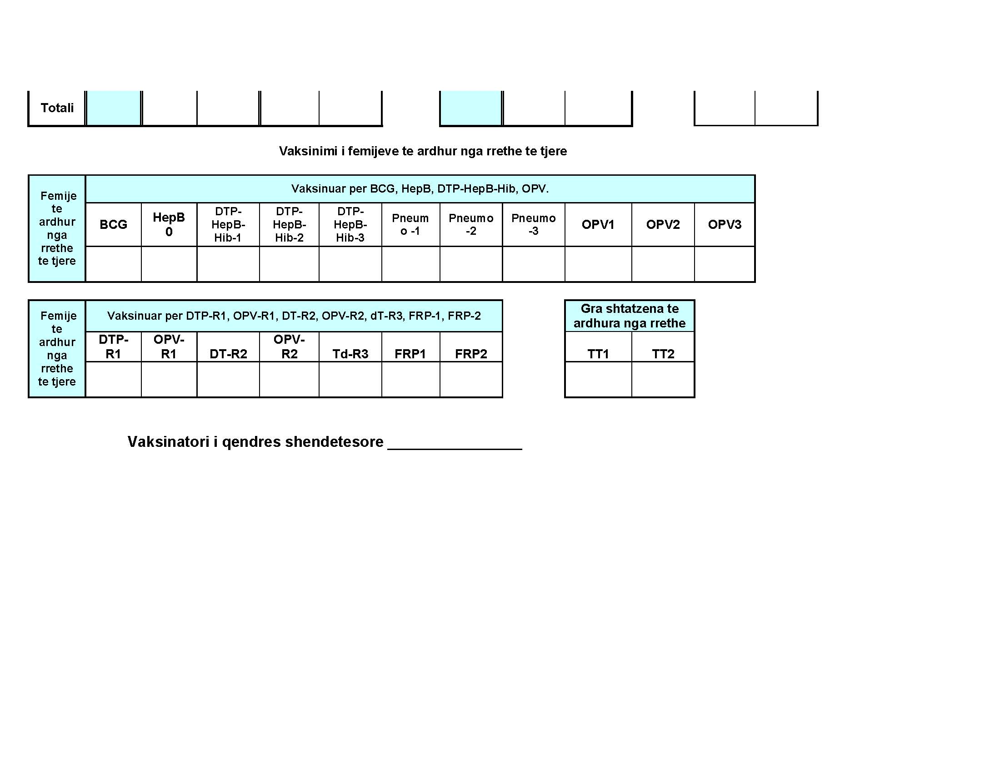 Totali
Vaksinimi i femijeve te ardhur nga rrethe te tjere
Femije
te
ardhur
nga
rrethe
te tjere
Vaksinuar per BCG, HepB, DTP-HepB-Hib, OPV.
BCG
HepB
0
DTP-
HepB-
Hib-1
DTP-
HepB-
Hib-2
DTP-
HepB-
Hib-3
Pneum
o -1
Pneumo
-2
Pneumo
-3
OPV1
OPV2
OPV3
Femije
te
ardhur
nga
rrethe
te tjere
Vaksinuar per DTP-R1, OPV-R1, DT-R2, OPV-R2, dT-R3, FRP-1, FRP-2
DTP-
R1
OPV-
R1
DT-R2
OPV-
R2
Td-R3
FRP1
FRP2
Gra shtatzena te
ardhura nga rrethe
TT1
TT2
Vaksinatori i qendres shendetesore ________________